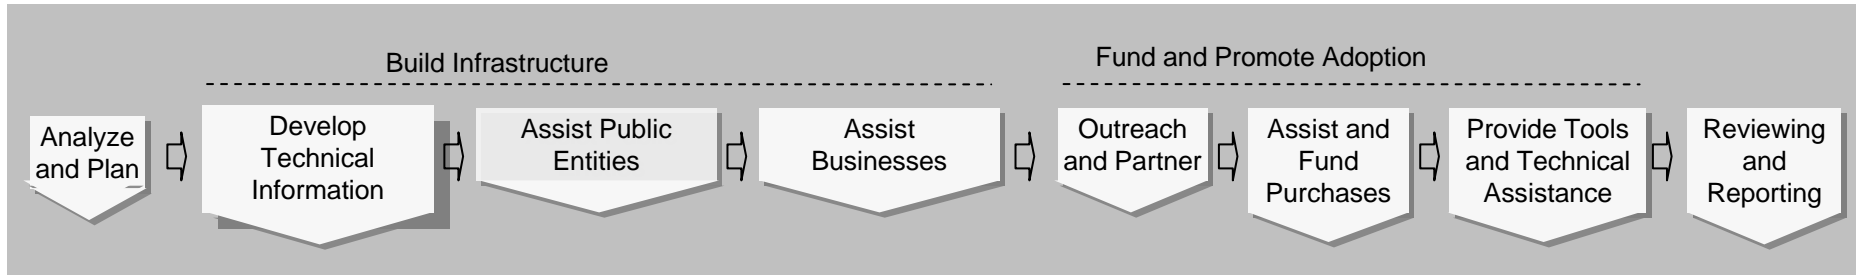 Build Infrastructure
Fund and Promote Adoption
Analyze
and Plan
Develop
Technical
Information
Assist Public
Entities
Assist
Businesses
Outreach
and Partner
Assist and
Fund
Purchases
Provide Tools
and Technical
Assistance
Reviewing
and
Reporting